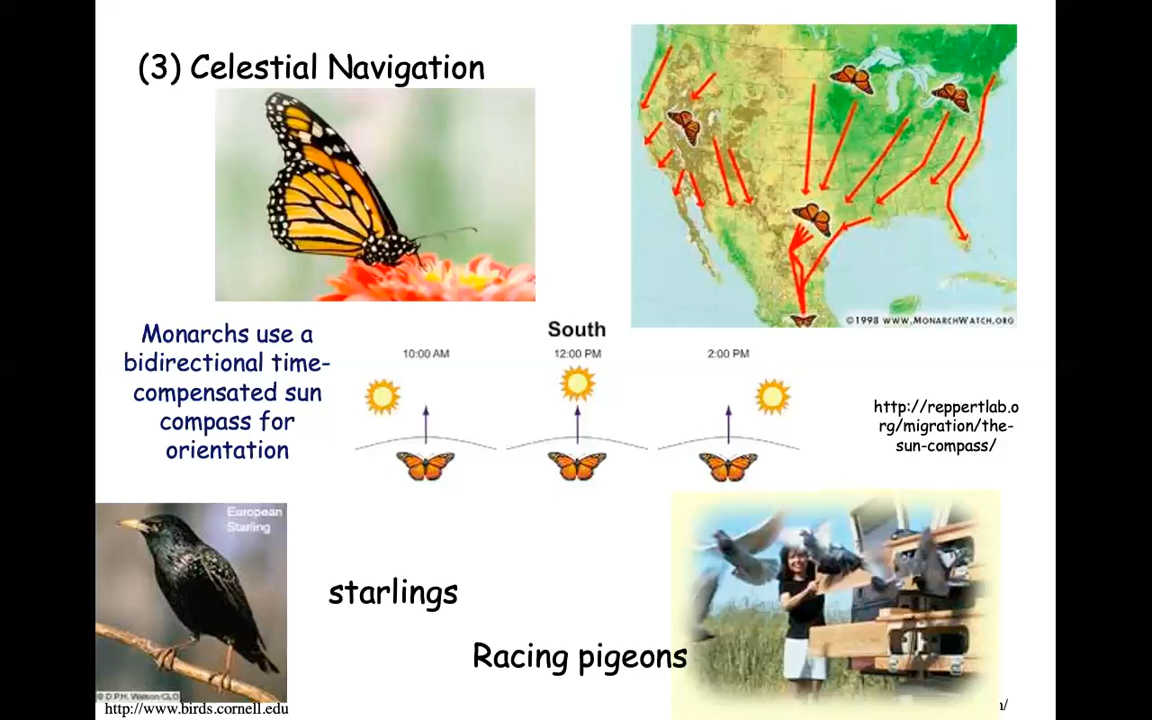 (3) Celestial Navigation
©1998 WWW.MONARCHWATCH.ORG
Monarchs use a
bidirectional time-
compensated sun
compass for
orientation
South
10:00 AM
12:00 PM
2:00 PM
http://reppertlab.o
rg/migration/the-
sun-compass/
European
Starling
starlings
Racing pigeons
http://www.birds.cornell.edu